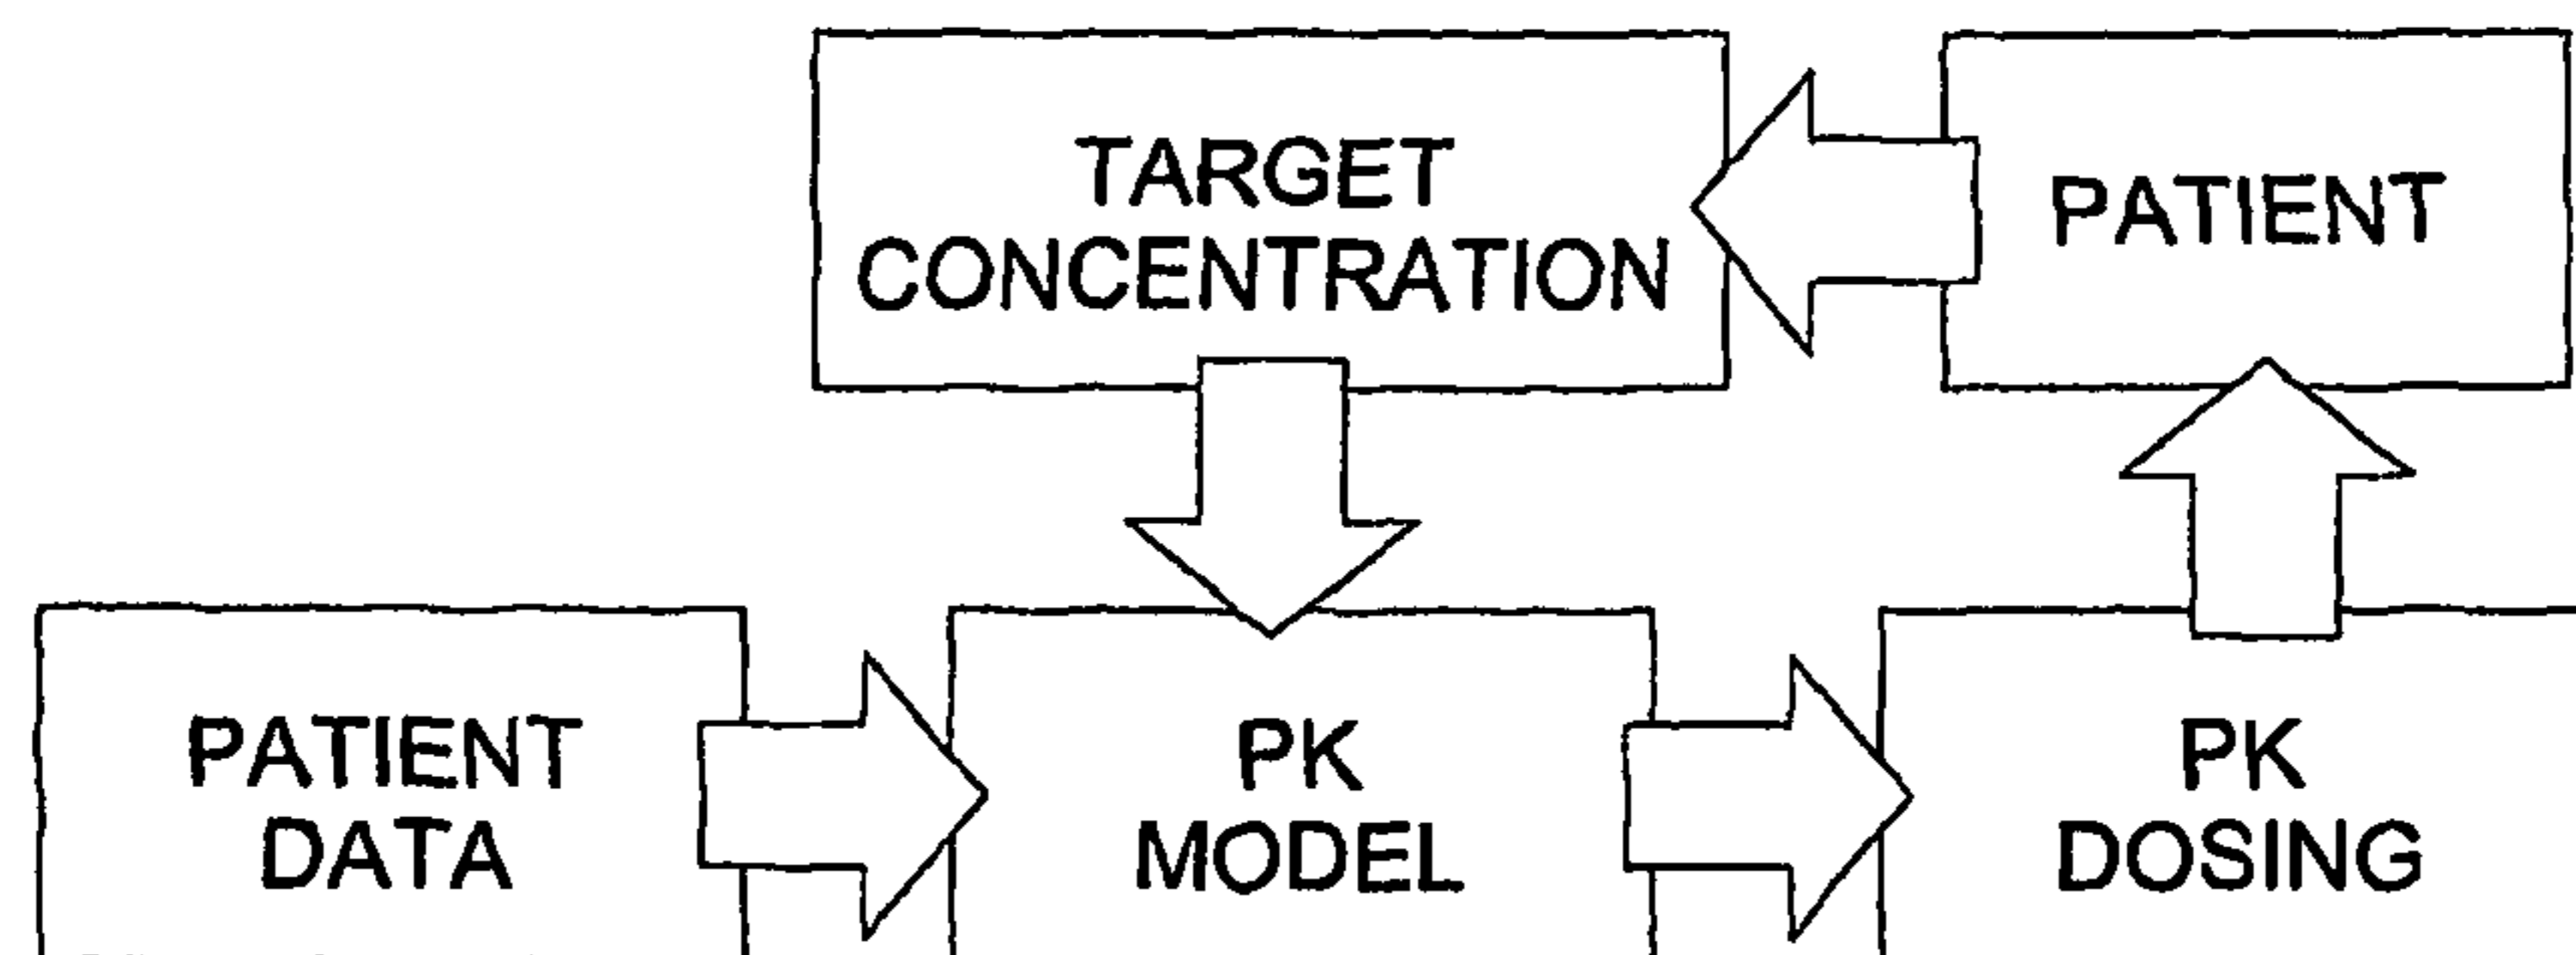 TARGET
CONCENTRATION
PATIENT
PATIENT
DATA
PK
MODEL
PK
DOSING